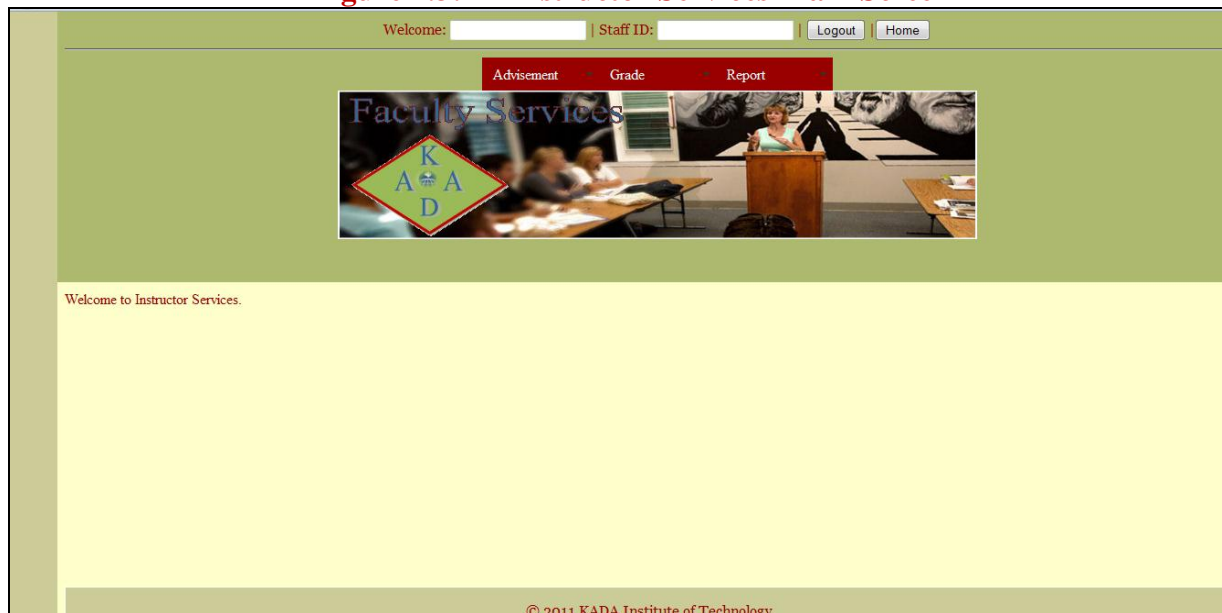 Welcome: | Staff ID: | Logout | Home
Advisement Grade Report
Faculty Services
K
A A
D
Welcome to Instructor Services.
© 2011 KADA Institute of Technology